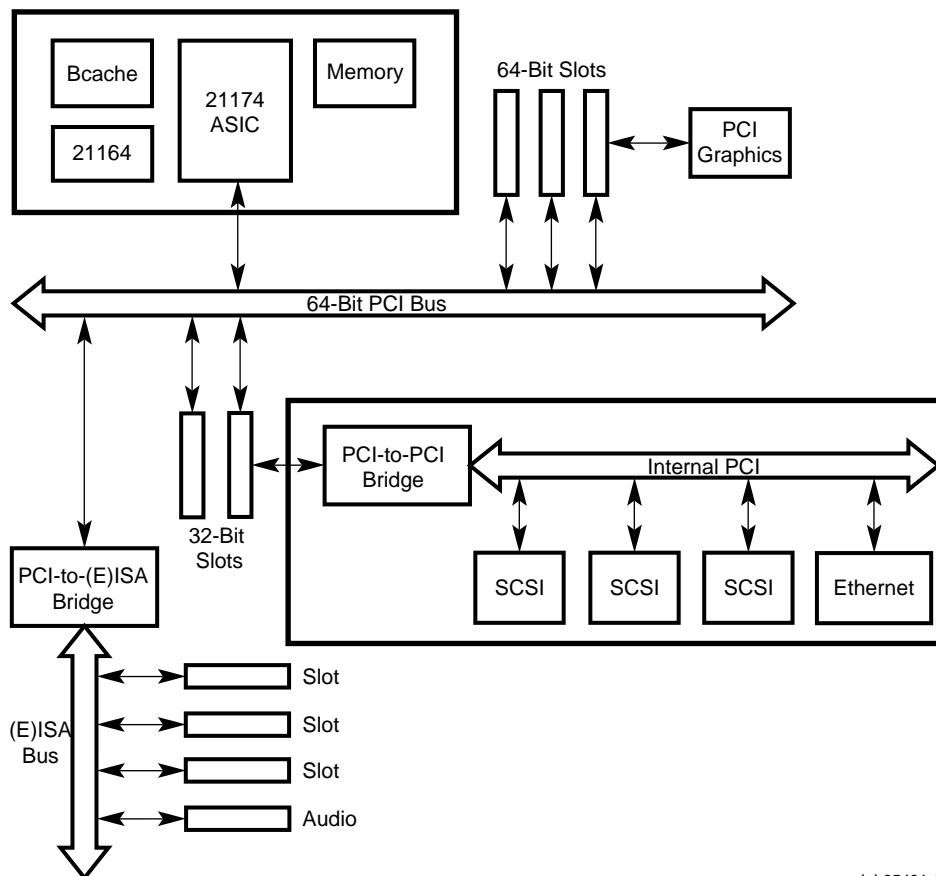 Bcache
21174
ASIC
Memory
21164
64-Bit Slots
PCI
Graphics
64-Bit PCI Bus
PCI-to-PCI
Bridge
Internal PCI
32-Bit
Slots
SCSI
SCSI
SCSI
Ethernet
PCI-to-(E)ISA
Bridge
(E)ISA
Bus
Slot
Slot
Slot
Audio